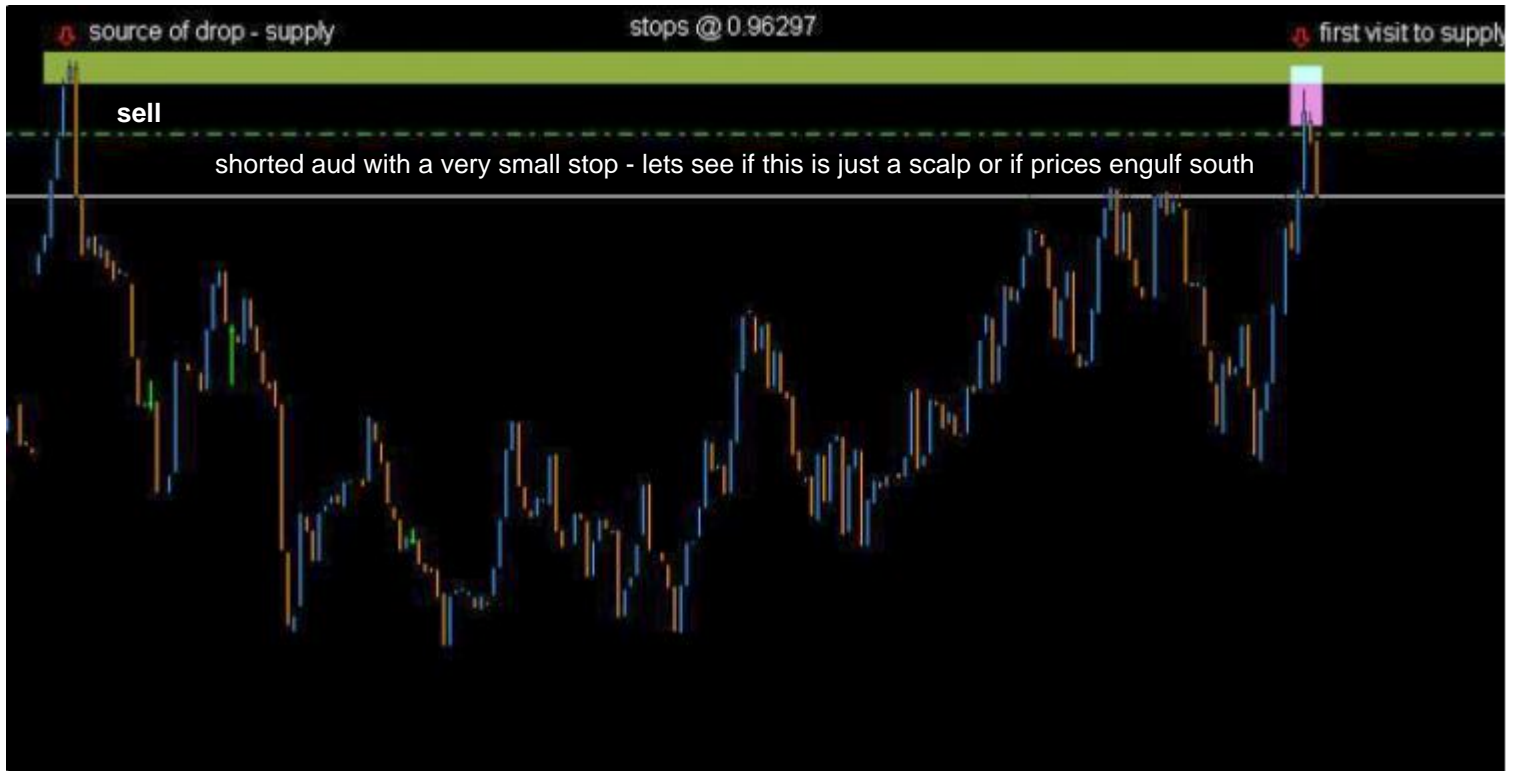 source of drop - supply
stops @ 0.96297
first visit to supply
sell
shorted aud with a very small stop - lets see if this is just a scalp or if prices engulf south